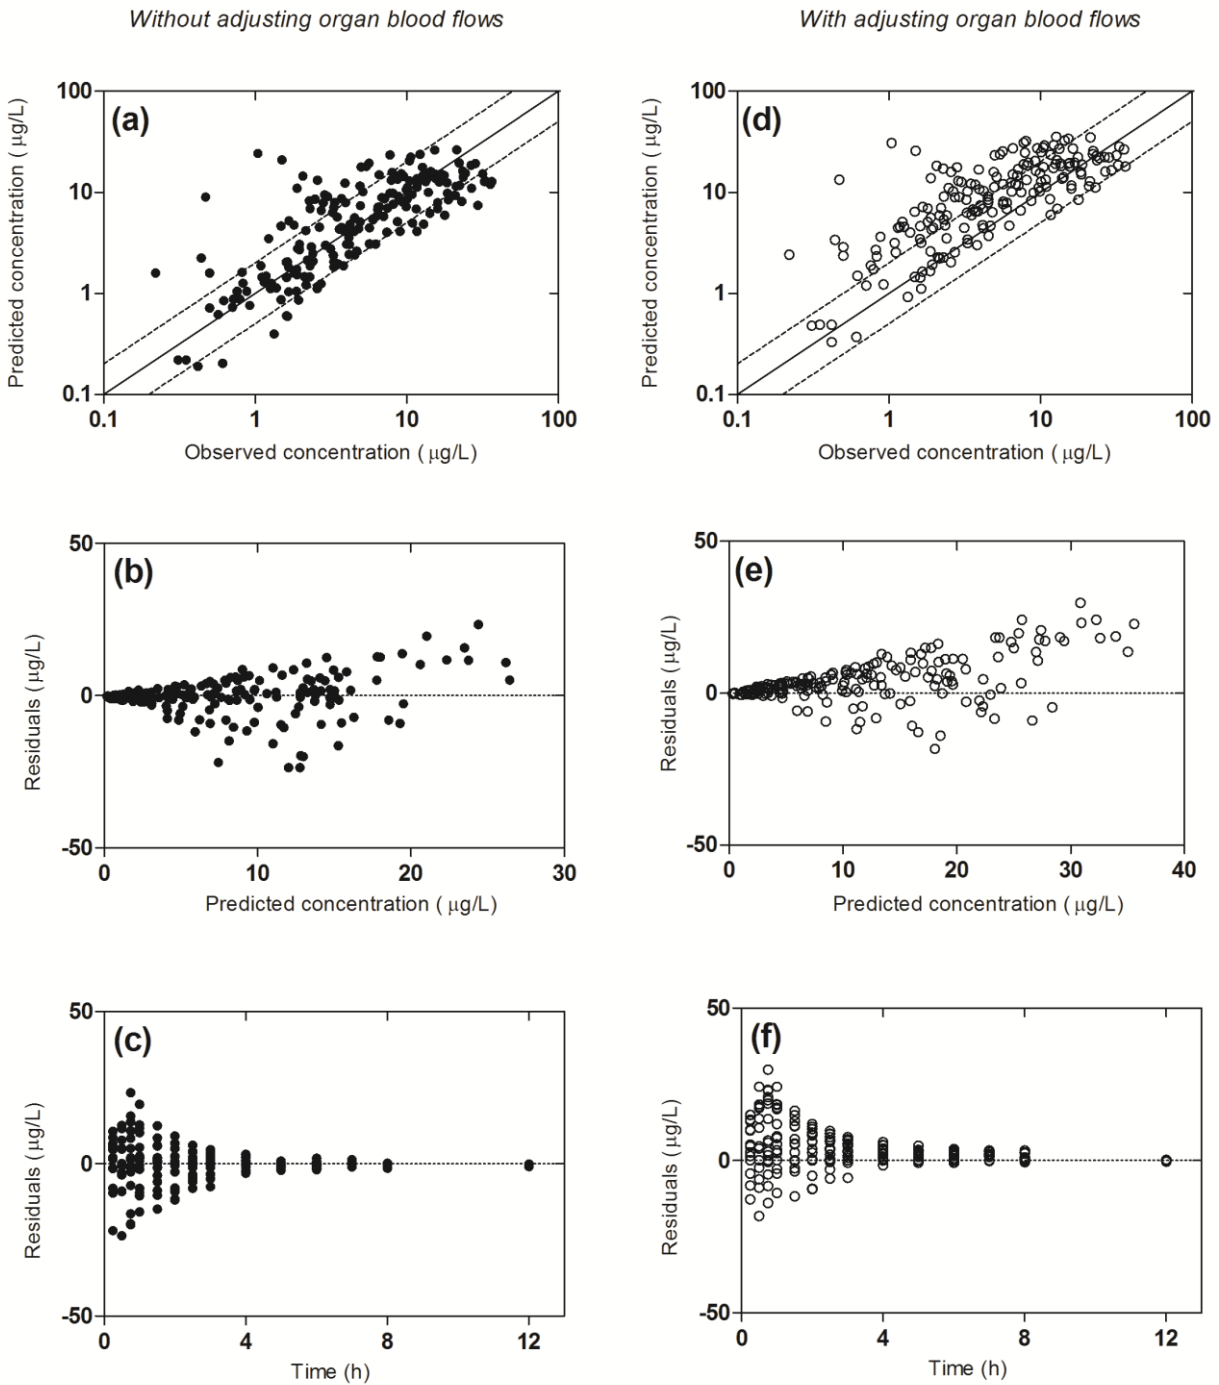 Without adjusting organ blood flows
With adjusting organ blood flows
(a)
Predicted concentration ( μg/L)
100
10
1
0.1
0.1 1 10 100
Observed concentration ( μg/L)
(d)
Predicted concentration ( μg/L)
100
10
1
0.1
0.1 1 10 100
Observed concentration ( μg/L)
(b)
Residuals ( μg/L)
50
0
-50
0 10 20 30
Predicted concentration ( μg/L)
(e)
Residuals ( μg/L)
50
0
-50
0 10 20 30 40
Predicted concentration ( μg/L)
(c)
Residuals ( μg/L)
50
0
-50
0 4 8 12
Time (h)
(f)
Residuals ( μg/L)
50
0
-50
0 4 8 12
Time (h)